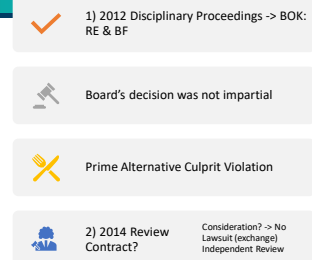 1) 2012 Disciplinary Proceedings -> BOK:
RE & BF
Board's decision was not impartial
Prime Alternative Culprit Violation
2) 2014 Review
Contract?
Consideration? -> No
Lawsuit (exchange)
Independent Review